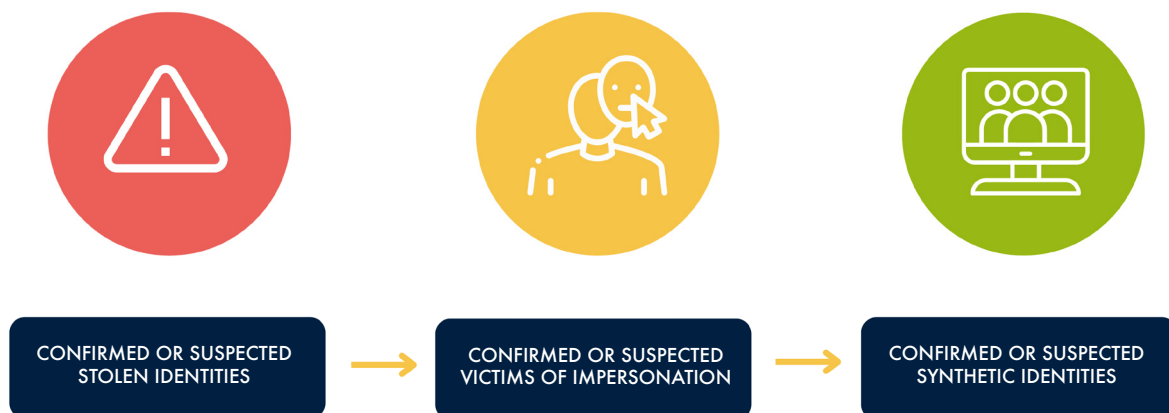 CONFIRMED OR SUSPECTED
STOLEN IDENTITIES
CONFIRMED OR SUSPECTED
VICTIMS OF IMPERSONATION
CONFIRMED OR SUSPECTED
SYNTHETIC IDENTITIES